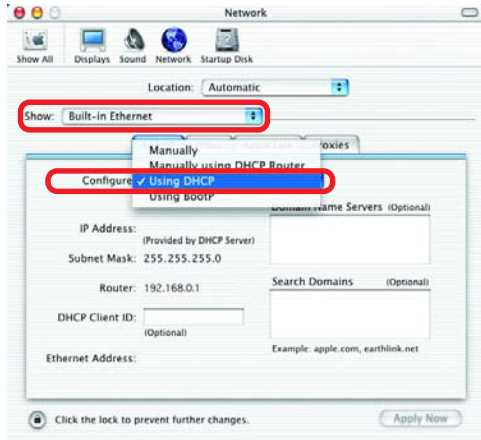 Network
Show All Displays Sound Network Startup Disk
Location: Automatic
Show: Built-in Ethernet
Proxies
Manually
Manually using DHCP Router
Configure ✓ Using DHCP
Using BootP
Domain Name Servers (Optional)
IP Address:
(Provided by DHCP Server)
Subnet Mask: 255.255.255.0
Router: 192.168.0.1
Search Domains (Optional)
DHCP Client ID:
(Optional)
Example: apple.com, earthlink.net
Ethernet Address:
Click the lock to prevent further changes.
Apply Now